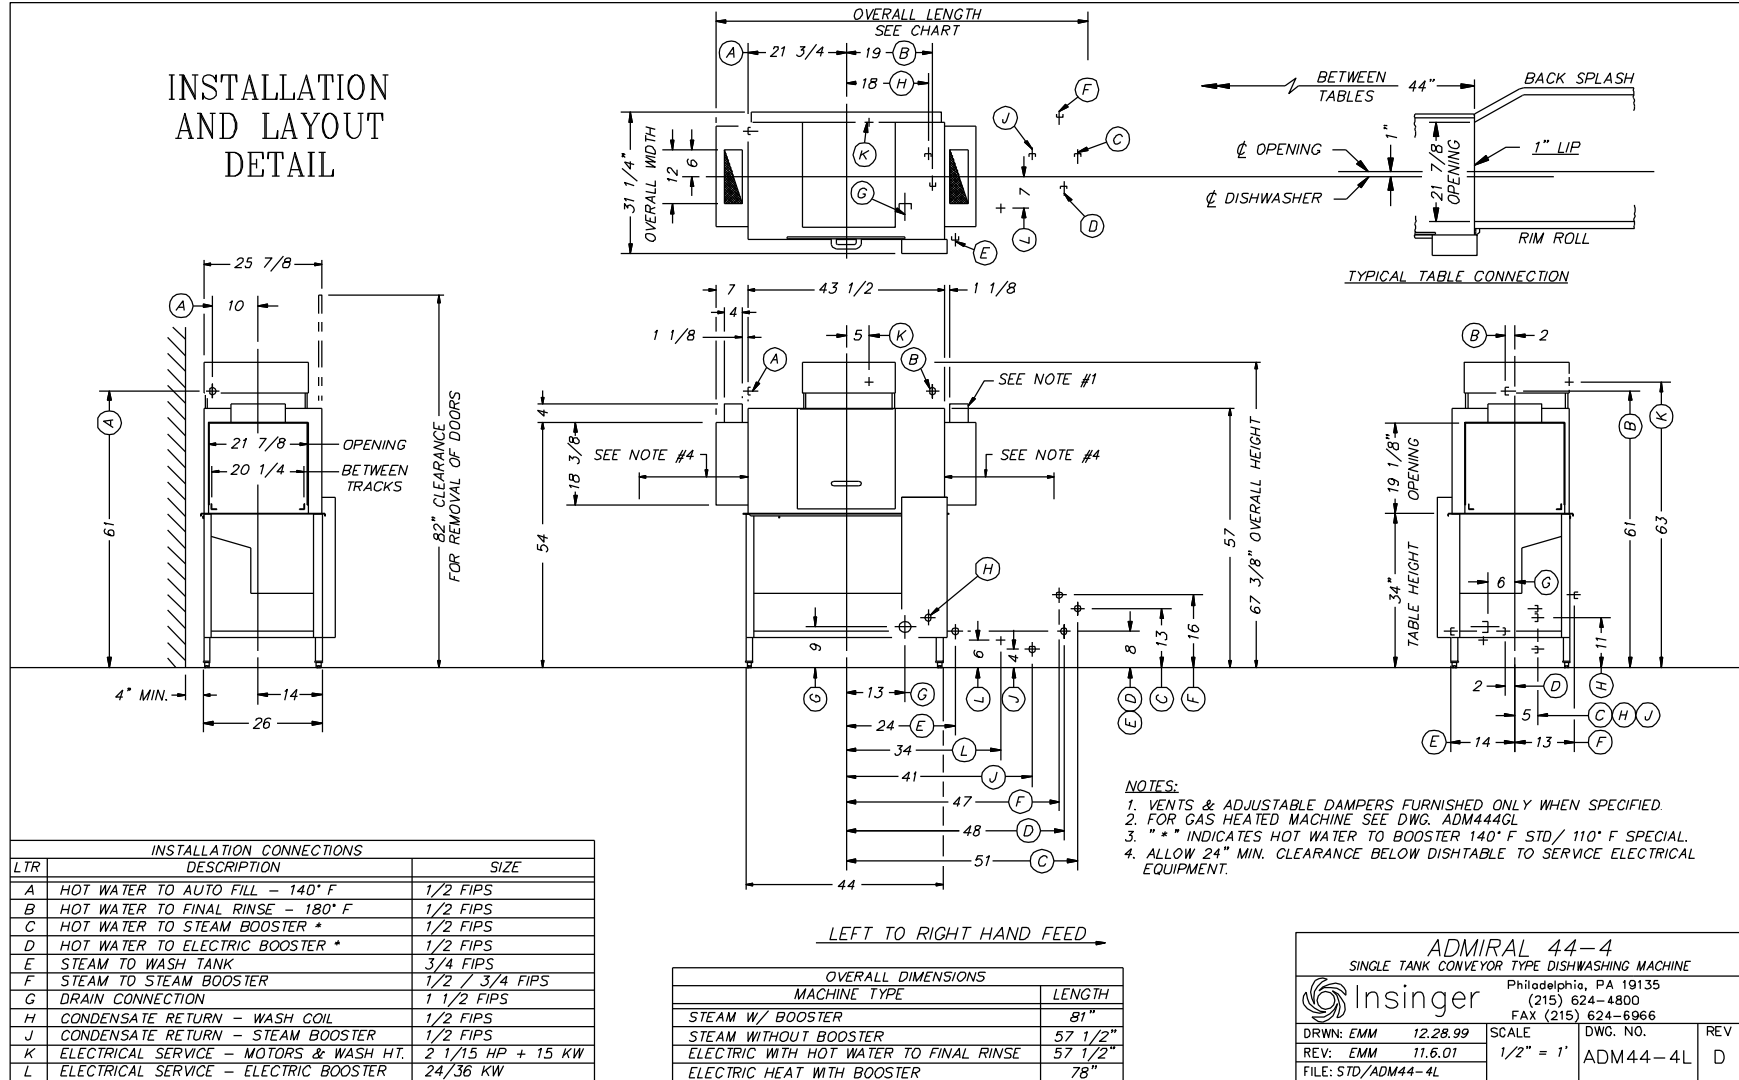 INSTALLATION
AND LAYOUT
DETAIL
OVERALL LENGTH
SEE CHART
A 21 3/4 19 B
18 H
F
J
C
K
G
D
L
E
31 1/4"
OVERALL WIDTH
12
6
7
BETWEEN
TABLES
44"
BACK SPLASH
℄ OPENING
℄ DISHWASHER
1"
21 7/8
OPENING
1" LIP
RIM ROLL
TYPICAL TABLE CONNECTION
25 7/8
A 10
A
61
21 7/8 OPENING
20 1/4 BETWEEN
TRACKS
82" CLEARANCE
FOR REMOVAL OF DOORS
4" MIN.
14
26
7 43 1/2 1 1/8
4
1 1/8
5 K
A
B
SEE NOTE #1
4
18 3/8
54
SEE NOTE #4
SEE NOTE #4
57
67 3/8" OVERALL HEIGHT
H
9
G
6
L
4
J
8
D
E
13
C
16
F
13 G
24 E
34 L
41 J
47 F
48 D
51 C
44
B 2
K
B
19 1/8"
OPENING
34"
TABLE HEIGHT
61
63
6 G
11
H
2 D
5 C H J
E 14 13 F
NOTES:
1. VENTS & ADJUSTABLE DAMPERS FURNISHED ONLY WHEN SPECIFIED.
2. FOR GAS HEATED MACHINE SEE DWG. ADM444GL
3. "*" INDICATES HOT WATER TO BOOSTER 140° F STD/ 110° F SPECIAL.
4. ALLOW 24" MIN. CLEARANCE BELOW DISHTABLE TO SERVICE ELECTRICAL
EQUIPMENT.
INSTALLATION CONNECTIONS
LTR DESCRIPTION SIZE
A HOT WATER TO AUTO FILL – 140° F 1/2 FIPS
B HOT WATER TO FINAL RINSE – 180° F 1/2 FIPS
C HOT WATER TO STEAM BOOSTER * 1/2 FIPS
D HOT WATER TO ELECTRIC BOOSTER * 1/2 FIPS
E STEAM TO WASH TANK 3/4 FIPS
F STEAM TO STEAM BOOSTER 1/2 / 3/4 FIPS
G DRAIN CONNECTION 1 1/2 FIPS
H CONDENSATE RETURN – WASH COIL 1/2 FIPS
J CONDENSATE RETURN – STEAM BOOSTER 1/2 FIPS
K ELECTRICAL SERVICE – MOTORS & WASH HT. 2 1/15 HP + 15 KW
L ELECTRICAL SERVICE – ELECTRIC BOOSTER 24/36 KW
LEFT TO RIGHT HAND FEED
OVERALL DIMENSIONS
MACHINE TYPE LENGTH
STEAM W/ BOOSTER 81"
STEAM WITHOUT BOOSTER 57 1/2"
ELECTRIC WITH HOT WATER TO FINAL RINSE 57 1/2"
ELECTRIC HEAT WITH BOOSTER 78"
ADMIRAL 44–4
SINGLE TANK CONVEYOR TYPE DISHWASHING MACHINE
Insinger
Philadelphia, PA 19135
(215) 624–4800
FAX (215) 624–6966
DRWN: EMM 12.28.99
REV: EMM 11.6.01
FILE: STD/ADM44–4L
SCALE
1/2" = 1'
DWG. NO.
ADM44–4L
REV
D